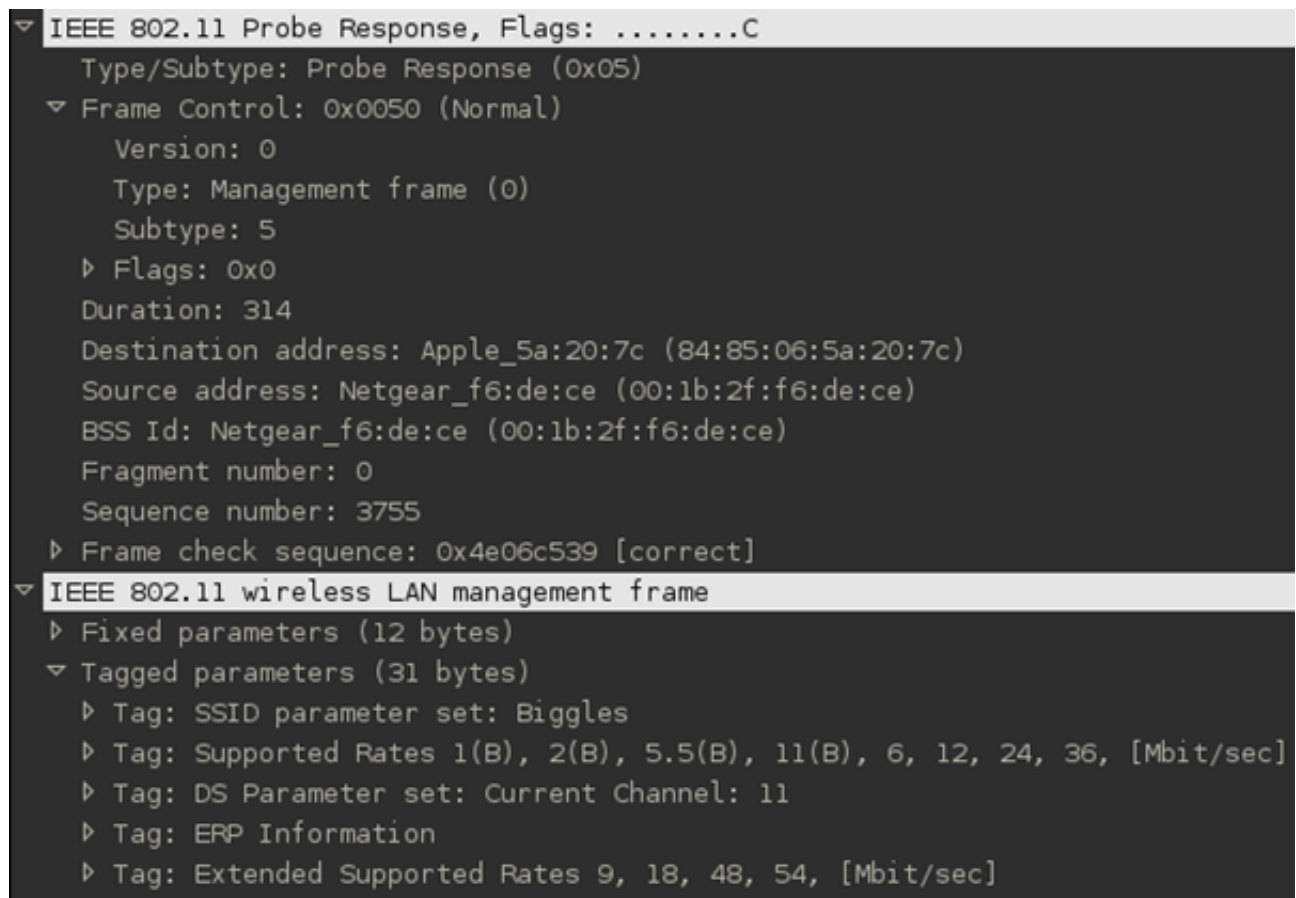 IEEE 802.11 Probe Response, Flags: ........C
Type/Subtype: Probe Response (0x05)
Frame Control: 0x0050 (Normal)
Version: 0
Type: Management frame (0)
Subtype: 5
Flags: 0x0
Duration: 314
Destination address: Apple_5a:20:7c (84:85:06:5a:20:7c)
Source address: Netgear_f6:de:ce (00:1b:2f:f6:de:ce)
BSS Id: Netgear_f6:de:ce (00:1b:2f:f6:de:ce)
Fragment number: 0
Sequence number: 3755
Frame check sequence: 0x4e06c539 [correct]
IEEE 802.11 wireless LAN management frame
Fixed parameters (12 bytes)
Tagged parameters (31 bytes)
Tag: SSID parameter set: Biggles
Tag: Supported Rates 1(B), 2(B), 5.5(B), 11(B), 6, 12, 24, 36, [Mbit/sec]
Tag: DS Parameter set: Current Channel: 11
Tag: ERP Information
Tag: Extended Supported Rates 9, 18, 48, 54, [Mbit/sec]